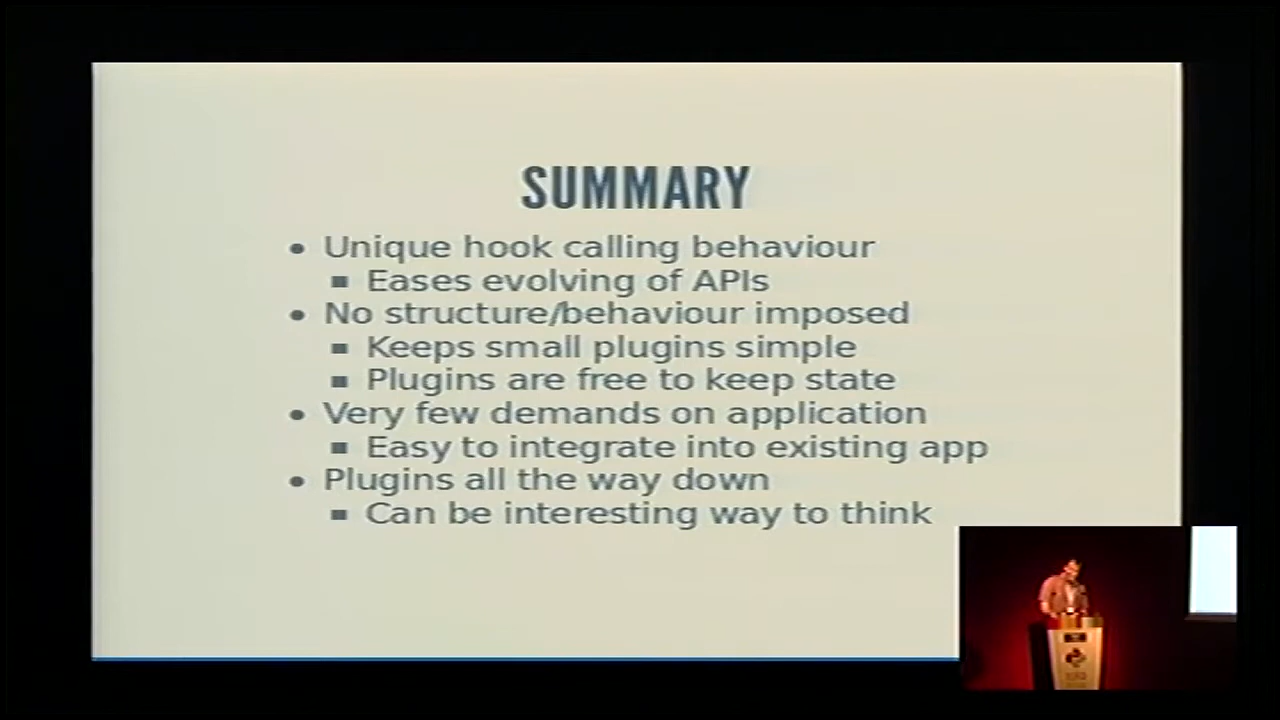 SUMMARY
• Unique hook calling behaviour
▪ Eases evolving of APIs
• No structure/behaviour imposed
▪ Keeps small plugins simple
▪ Plugins are free to keep state
• Very few demands on application
▪ Easy to integrate into existing app
• Plugins all the way down
▪ Can be interesting way to think